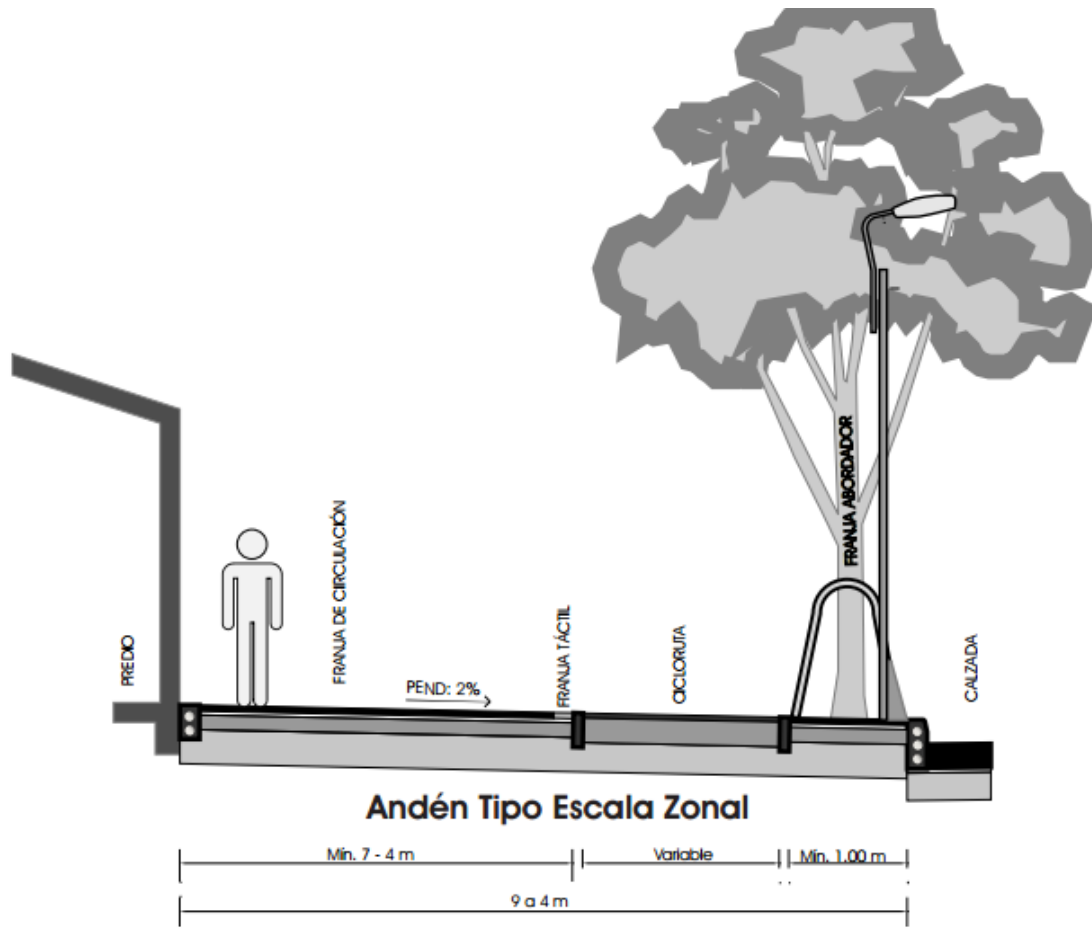 PREDIO
FRANJA DE CIRCULACIÓN
PEND: 2%
FRANJA TÁCTIL
CICLORUTA
FRANJA ABORDADOR
CALZADA
Andén Tipo Escala Zonal
Mín. 7 - 4 m
Variable
Mín. 1.00 m
9 a 4 m